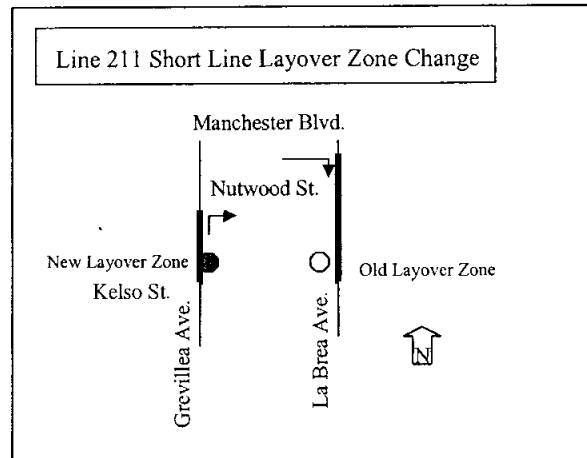 Line 211 Short Line Layover Zone Change
Manchester Blvd.
Nutwood St.
New Layover Zone
Old Layover Zone
Kelso St.
Grevillea Ave.
La Brea Ave.
N